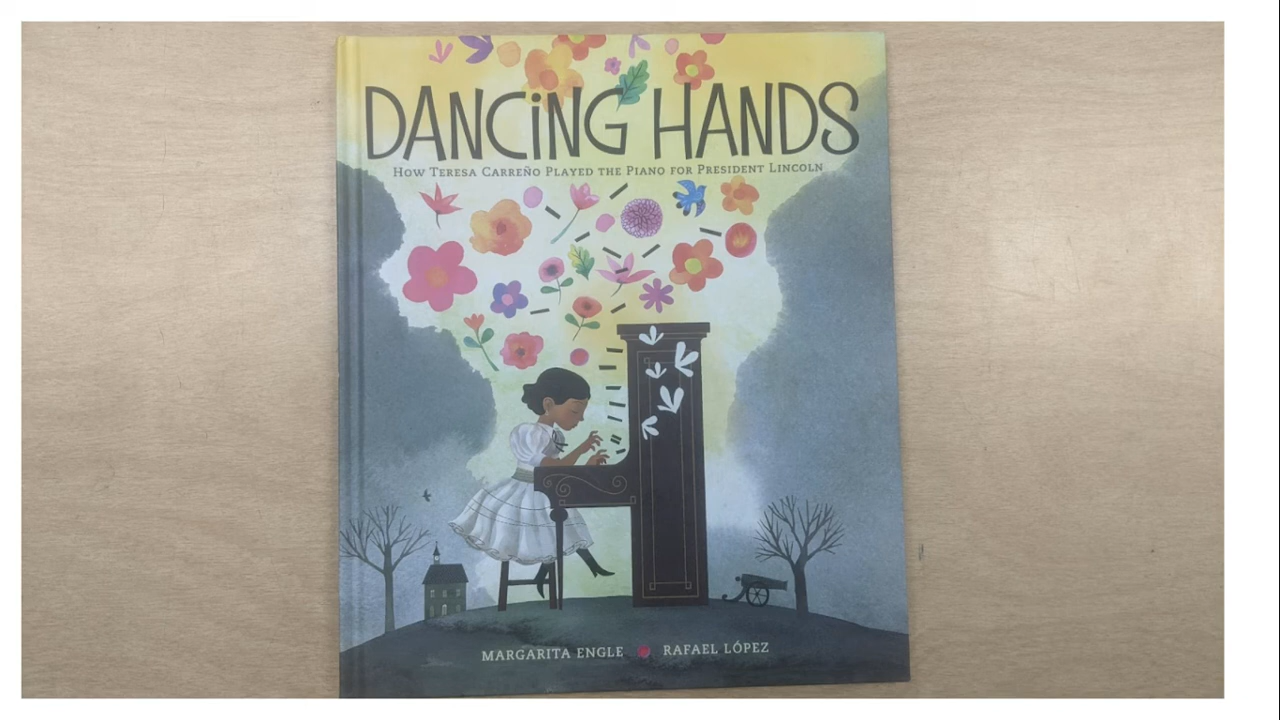 DANCING HANDS
HOW TERESA CARREÑO PLAYED THE PIANO FOR PRESIDENT LINCOLN
MARGARITA ENGLE RAFAEL LÓPEZ